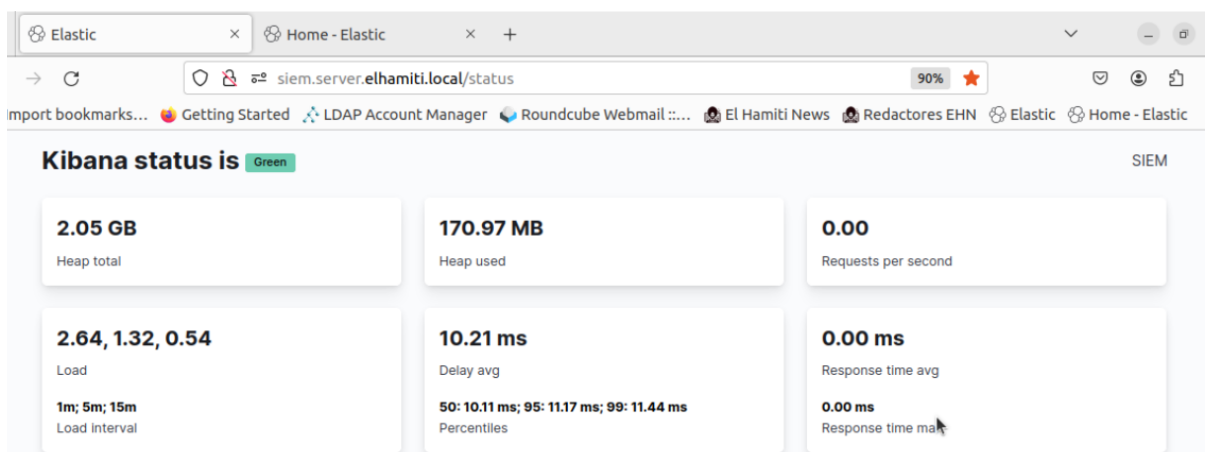 Elastic × Home - Elastic × +
siem.server.elhamiti.local/status 90%
mport bookmarks... Getting Started LDAP Account Manager Roundcube Webmail ::... El Hamiti News Redactores EHN Elastic Home - Elastic
Kibana status is Green SIEM
2.05 GB 170.97 MB 0.00
Heap total Heap used Requests per second
2.64, 1.32, 0.54 10.21 ms 0.00 ms
Load Delay avg Response time avg
1m; 5m; 15m 50: 10.11 ms; 95: 11.17 ms; 99: 11.44 ms 0.00 ms
Load interval Percentiles Response time max